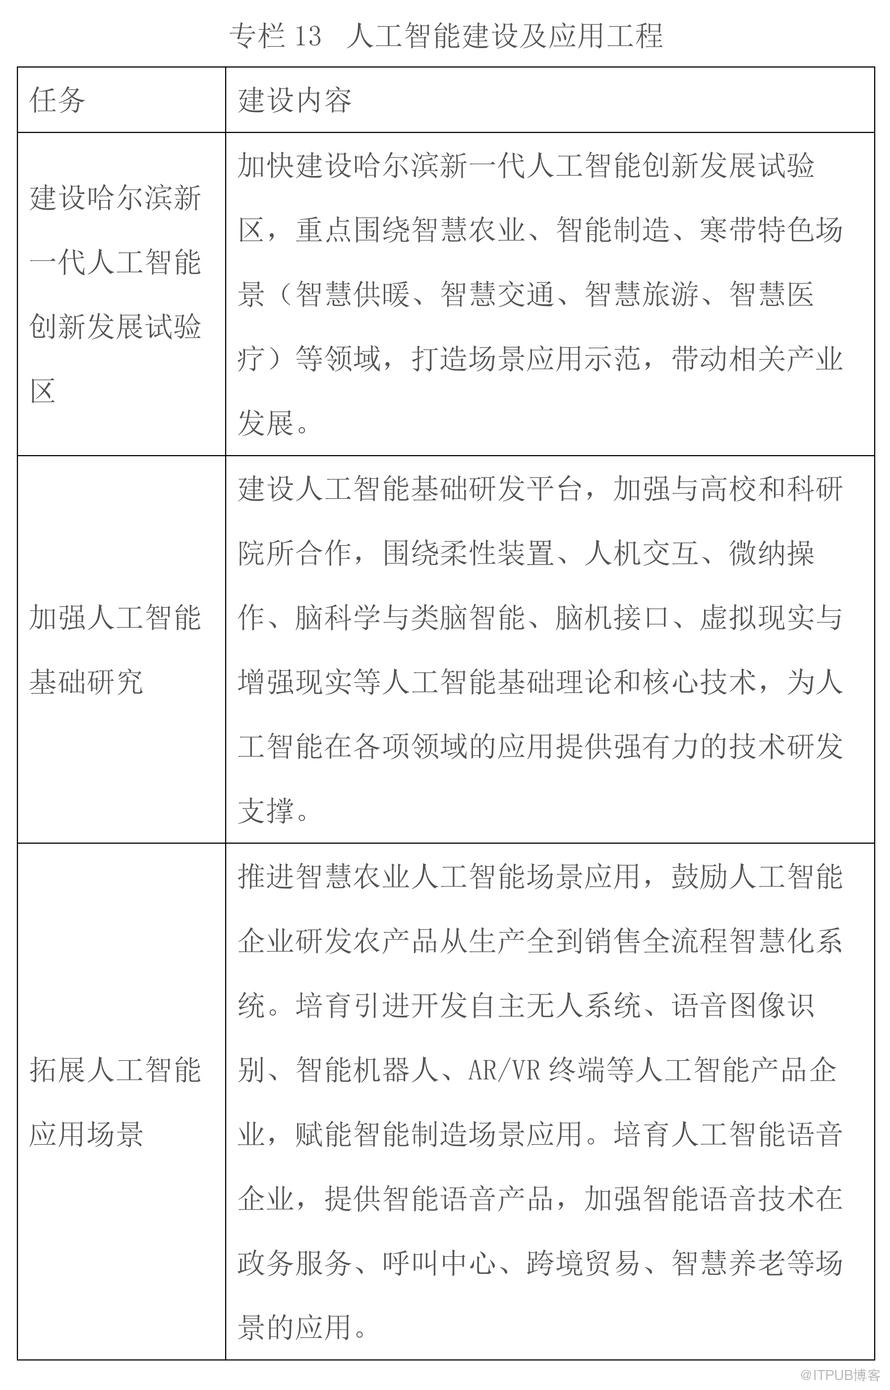 专栏 13 人工智能建设及应用工程
任务
建设内容
建设哈尔滨新
一代人工智能
创新发展试验
区
加快建设哈尔滨新一代人工智能创新发展试验
区，重点围绕智慧农业、智能制造、寒带特色场
景（智慧供暖、智慧交通、智慧旅游、智慧医
疗）等领域，打造场景应用示范，带动相关产业
发展。
加强人工智能
基础研究
建设人工智能基础研发平台，加强与高校和科研
院所合作，围绕柔性装置、人机交互、微纳操
作、脑科学与类脑智能、脑机接口、虚拟现实与
增强现实等人工智能基础理论和核心技术，为人
工智能在各项领域的应用提供强有力的技术研发
支撑。
拓展人工智能
应用场景
推进智慧农业人工智能场景应用，鼓励人工智能
企业研发农产品从生产全到销售全流程智慧化系
统。培育引进开发自主无人系统、语音图像识
别、智能机器人、AR/VR 终端等人工智能产品企
业，赋能智能制造场景应用。培育人工智能语音
企业，提供智能语音产品，加强智能语音技术在
政务服务、呼叫中心、跨境贸易、智慧养老等场
景的应用。
@ITPUB博客